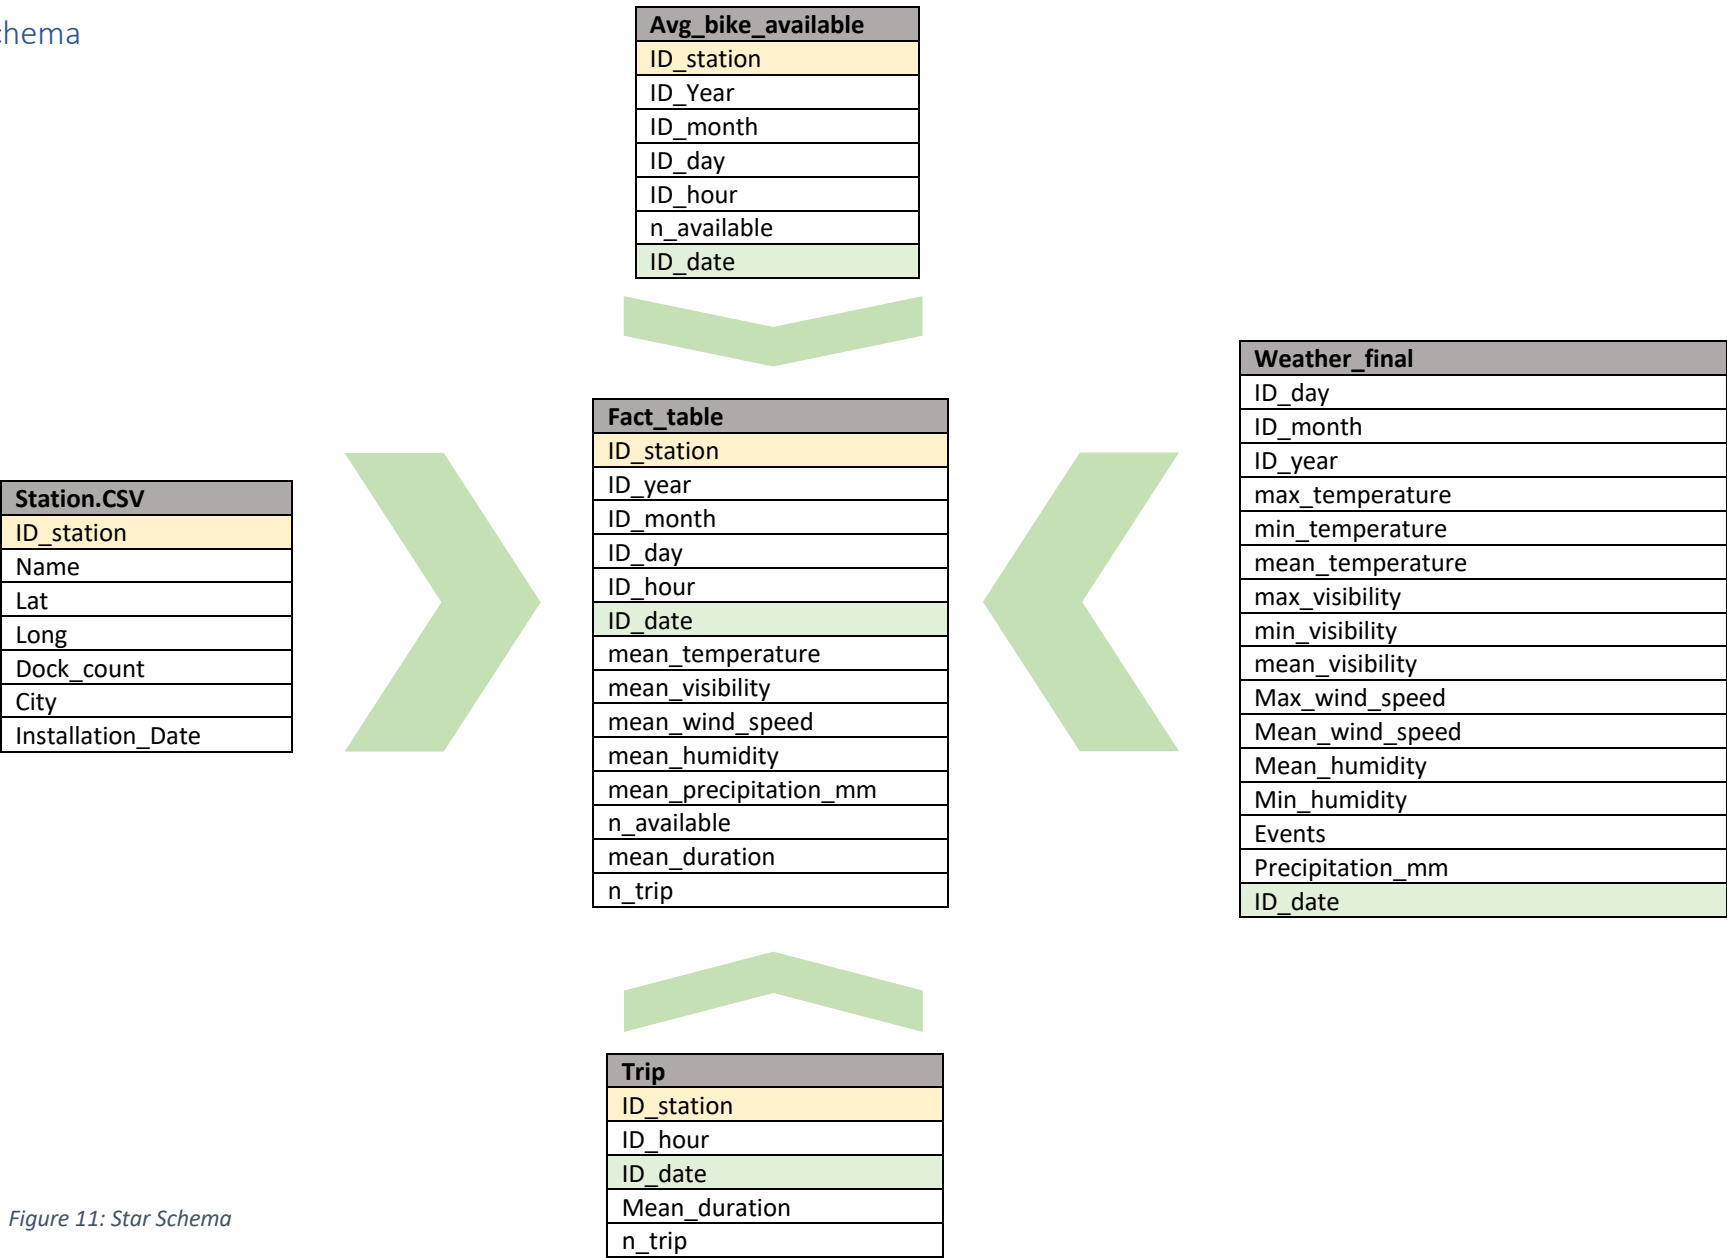 chema
Avg_bike_available
ID_station
ID_Year
ID_month
ID_day
ID_hour
n_available
ID_date
Station.CSV
ID_station
Name
Lat
Long
Dock_count
City
Installation_Date
Fact_table
ID_station
ID_year
ID_month
ID_day
ID_hour
ID_date
mean_temperature
mean_visibility
mean_wind_speed
mean_humidity
mean_precipitation_mm
n_available
mean_duration
n_trip
Weather_final
ID_day
ID_month
ID_year
max_temperature
min_temperature
mean_temperature
max_visibility
min_visibility
mean_visibility
Max_wind_speed
Mean_wind_speed
Mean_humidity
Min_humidity
Events
Precipitation_mm
ID_date
Trip
ID_station
ID_hour
ID_date
Mean_duration
n_trip
Figure 11: Star Schema